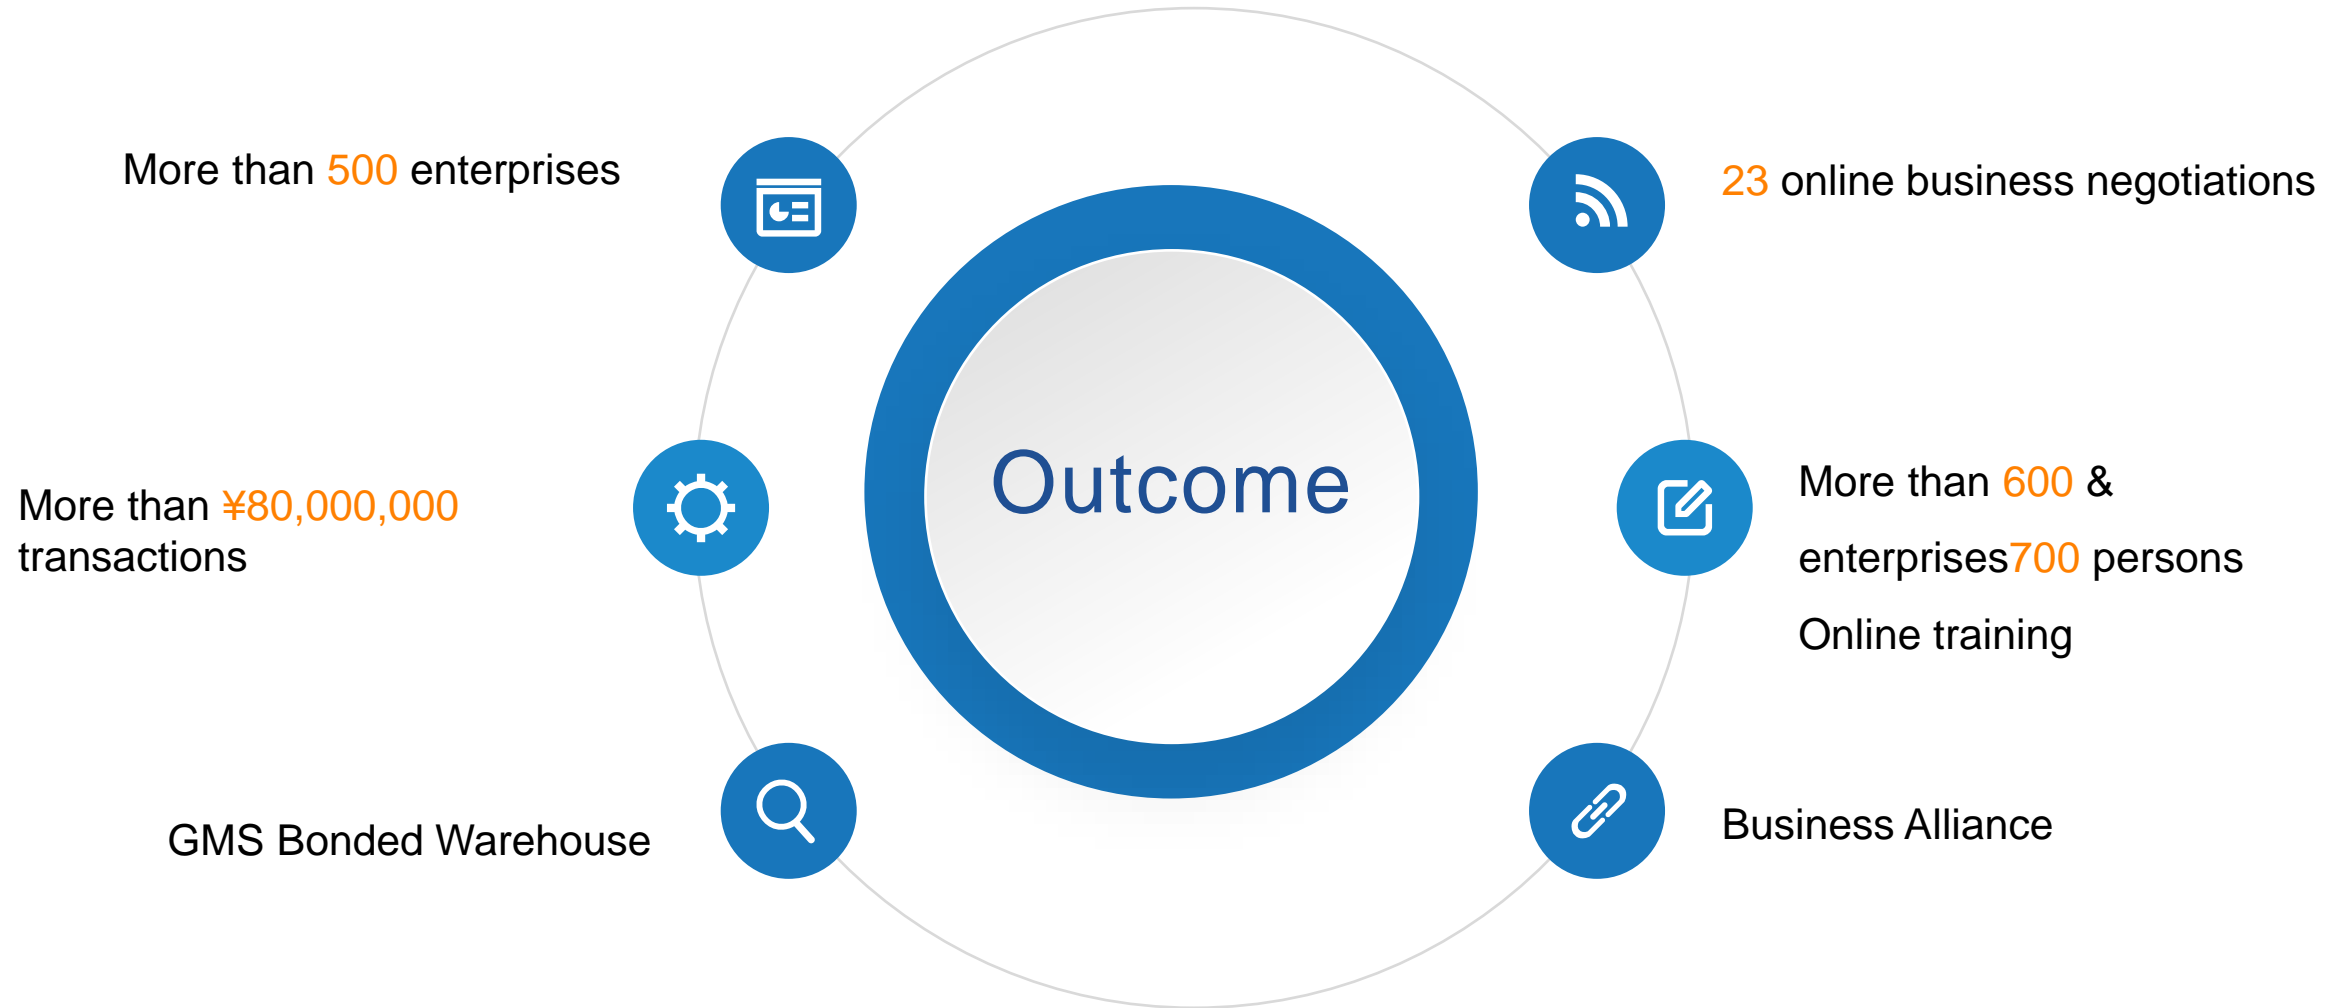 More than 500 enterprises
23 online business negotiations
Outcome
More than ¥80,000,000
transactions
More than 600 &
enterprises700 persons
Online training
GMS Bonded Warehouse
Business Alliance